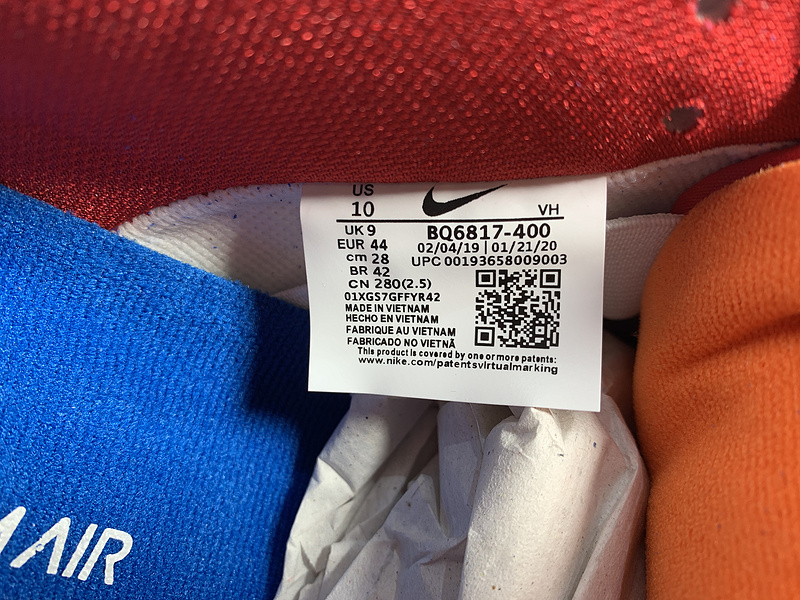 US
10
VH
UK 9
BQ6817-400
EUR 44
02/04/19 | 01/21/20
cm 28
UPC 00193658009003
BR 42
CN 280(2.5)
01XGS7GFFYR42
MADE IN VIETNAM
HECHO EN VIETNAM
FABRIQUE AU VIETNAM
FABRICADO NO VIETNÃ
This product is covered by one or more patents:
www.nike.com/patentsvirtualmarking
AIR